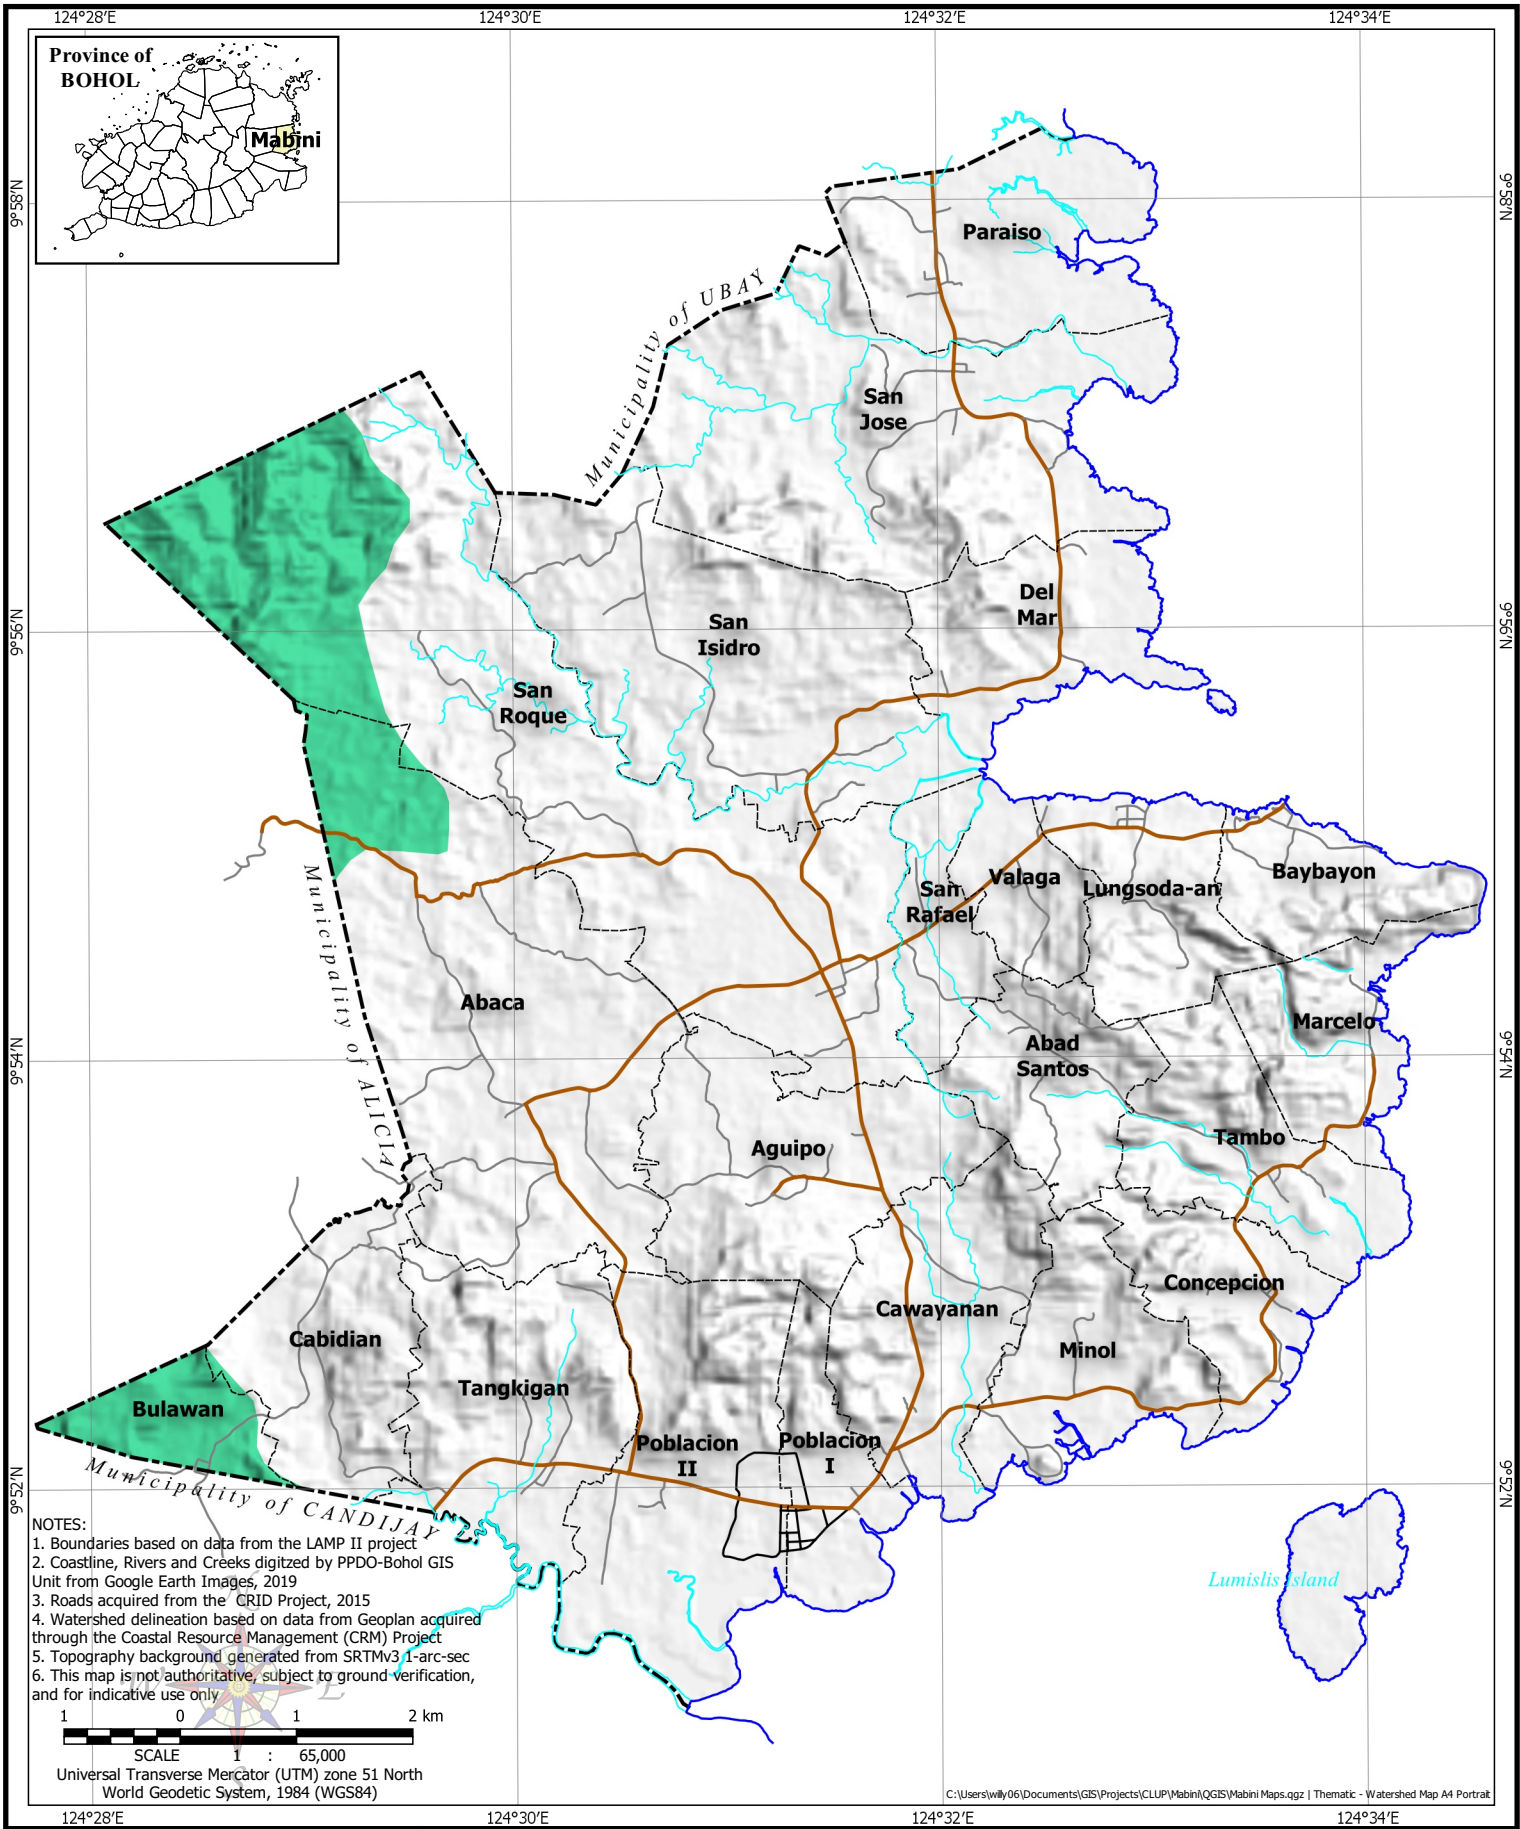 124°28′E
124°30′E
124°32′E
124°34′E
Province of
BOHOL
Mabini
9°58′N
9°58′N
Paraiso
Municipality of UBAY
San
Jose
Del
Mar
9°56′N
9°56′N
San
Isidro
San
Roque
Valaga
Lungsoda-an
Baybayon
San
Rafael
Municipality of ALICIA
Abaca
Marcelo
Abad
Santos
9°54′N
9°54′N
Aguipo
Tambo
Concepcion
Cawayanan
Cabidian
Minol
Tangkigan
Bulawan
Poblacion
II
Poblacion
I
9°52′N
9°52′N
Municipality of CANDIJAY
Lumislis Island
NOTES:
1. Boundaries based on data from the LAMP II project
2. Coastline, Rivers and Creeks digitzed by PPDO-Bohol GIS
Unit from Google Earth Images, 2019
3. Roads acquired from the CRID Project, 2015
4. Watershed delineation based on data from Geoplan acquired
through the Coastal Resource Management (CRM) Project
5. Topography background generated from SRTMv3 1-arc-sec
6. This map is not authoritative, subject to ground verification,
and for indicative use only
N
W
E
S
1 0 1 2 km
SCALE 1 : 65,000
Universal Transverse Mercator (UTM) zone 51 North
World Geodetic System, 1984 (WGS84)
C:\Users\willy06\Documents\GIS\Projects\CLUP\Mabini\QGIS\Mabini Maps.qgz | Thematic - Watershed Map A4 Portrait
124°28′E
124°30′E
124°32′E
124°34′E